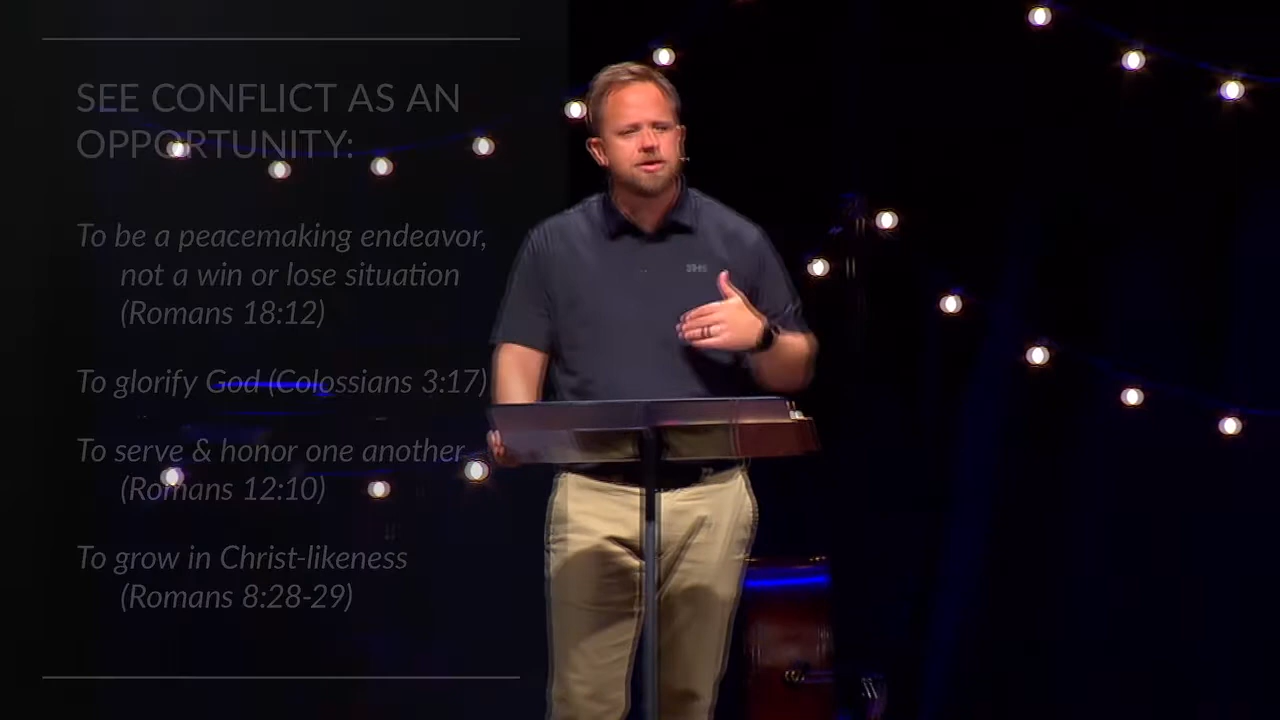 SEE CONFLICT AS AN
OPPORTUNITY:
To be a peacemaking endeavor,
not a win or lose situation
(Romans 18:12)
To glorify God (Colossians 3:17)
To serve & honor one another
(Romans 12:10)
To grow in Christ-likeness
(Romans 8:28-29)